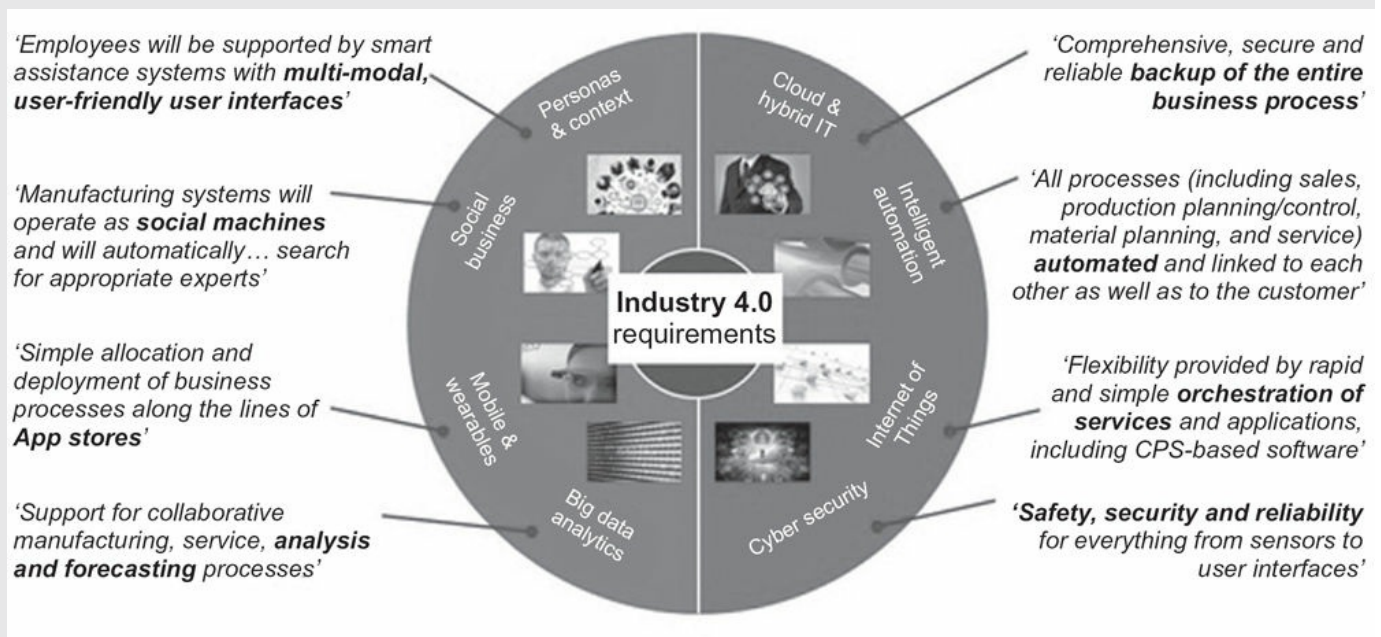 ‘Employees will be supported by smart
assistance systems with multi-modal,
user-friendly user interfaces’
‘Manufacturing systems will
operate as social machines
and will automatically… search
for appropriate experts’
‘Simple allocation and
deployment of business
processes along the lines of
App stores’
‘Support for collaborative
manufacturing, service, analysis
and forecasting processes’
Personas
& context
Social
business
Mobile &
wearables
Big data
analytics
Industry 4.0
requirements
Cloud &
hybrid IT
Intelligent
automation
Internet of
Things
Cyber security
‘Comprehensive, secure and
reliable backup of the entire
business process’
‘All processes (including sales,
production planning/control,
material planning, and service)
automated and linked to each
other as well as to the customer’
‘Flexibility provided by rapid
and simple orchestration of
services and applications,
including CPS-based software’
‘Safety, security and reliability
for everything from sensors to
user interfaces’